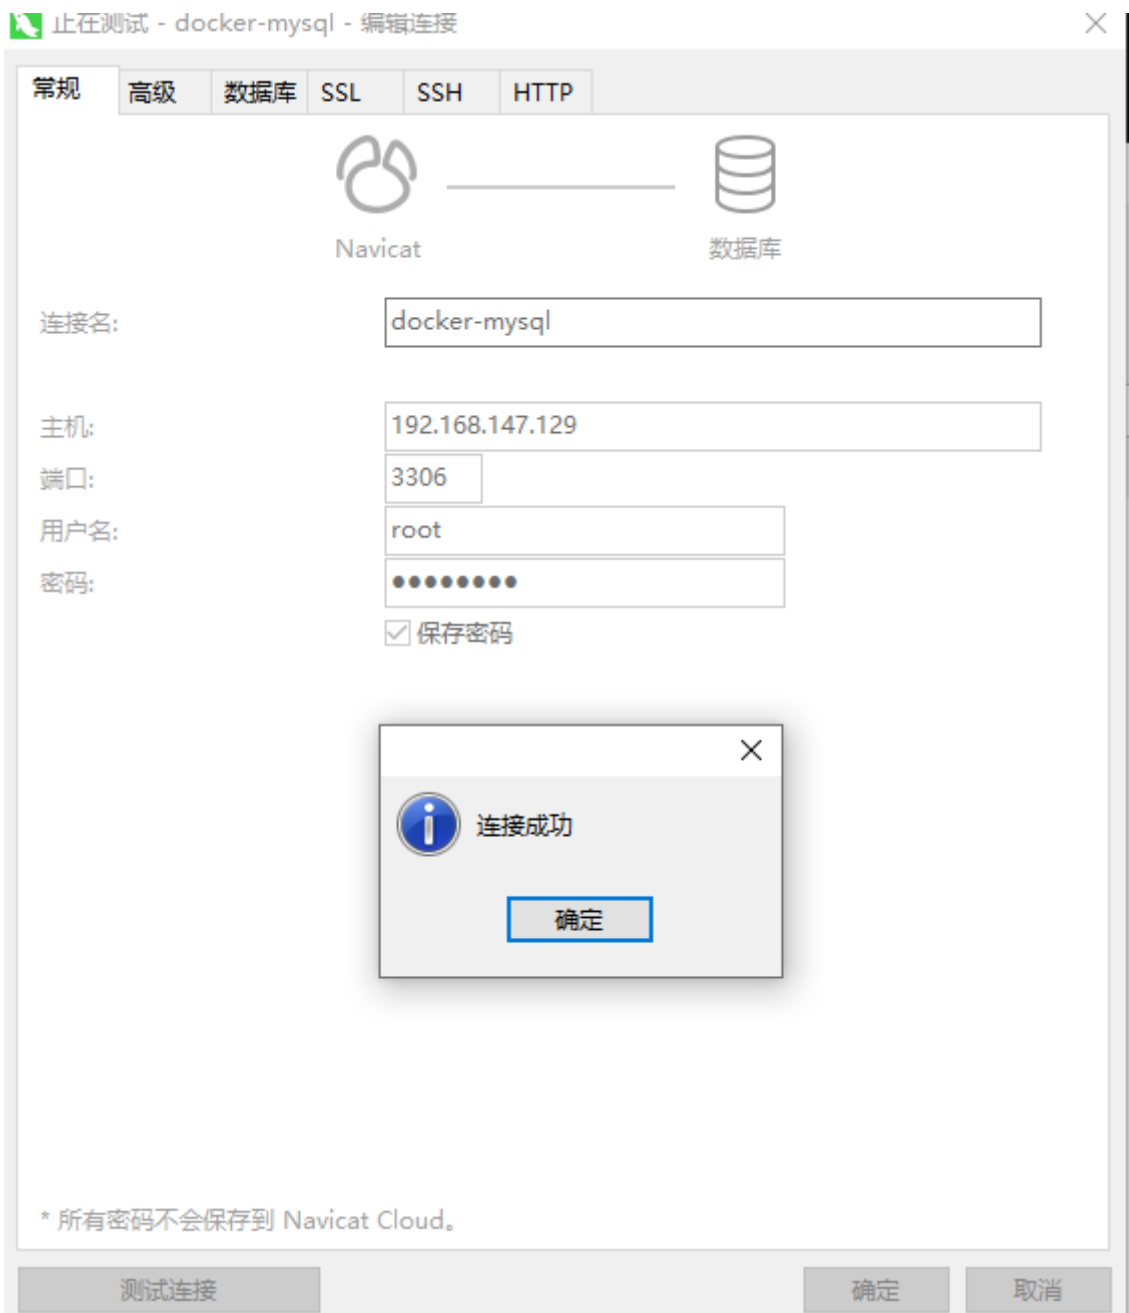 正在测试 - docker-mysql - 编辑连接
常规 高级 数据库 SSL SSH HTTP
Navicat 数据库
连接名: docker-mysql
主机: 192.168.147.129
端口: 3306
用户名: root
密码: ●●●●●●●●
保存密码
连接成功
确定
* 所有密码不会保存到 Navicat Cloud。
测试连接 确定 取消